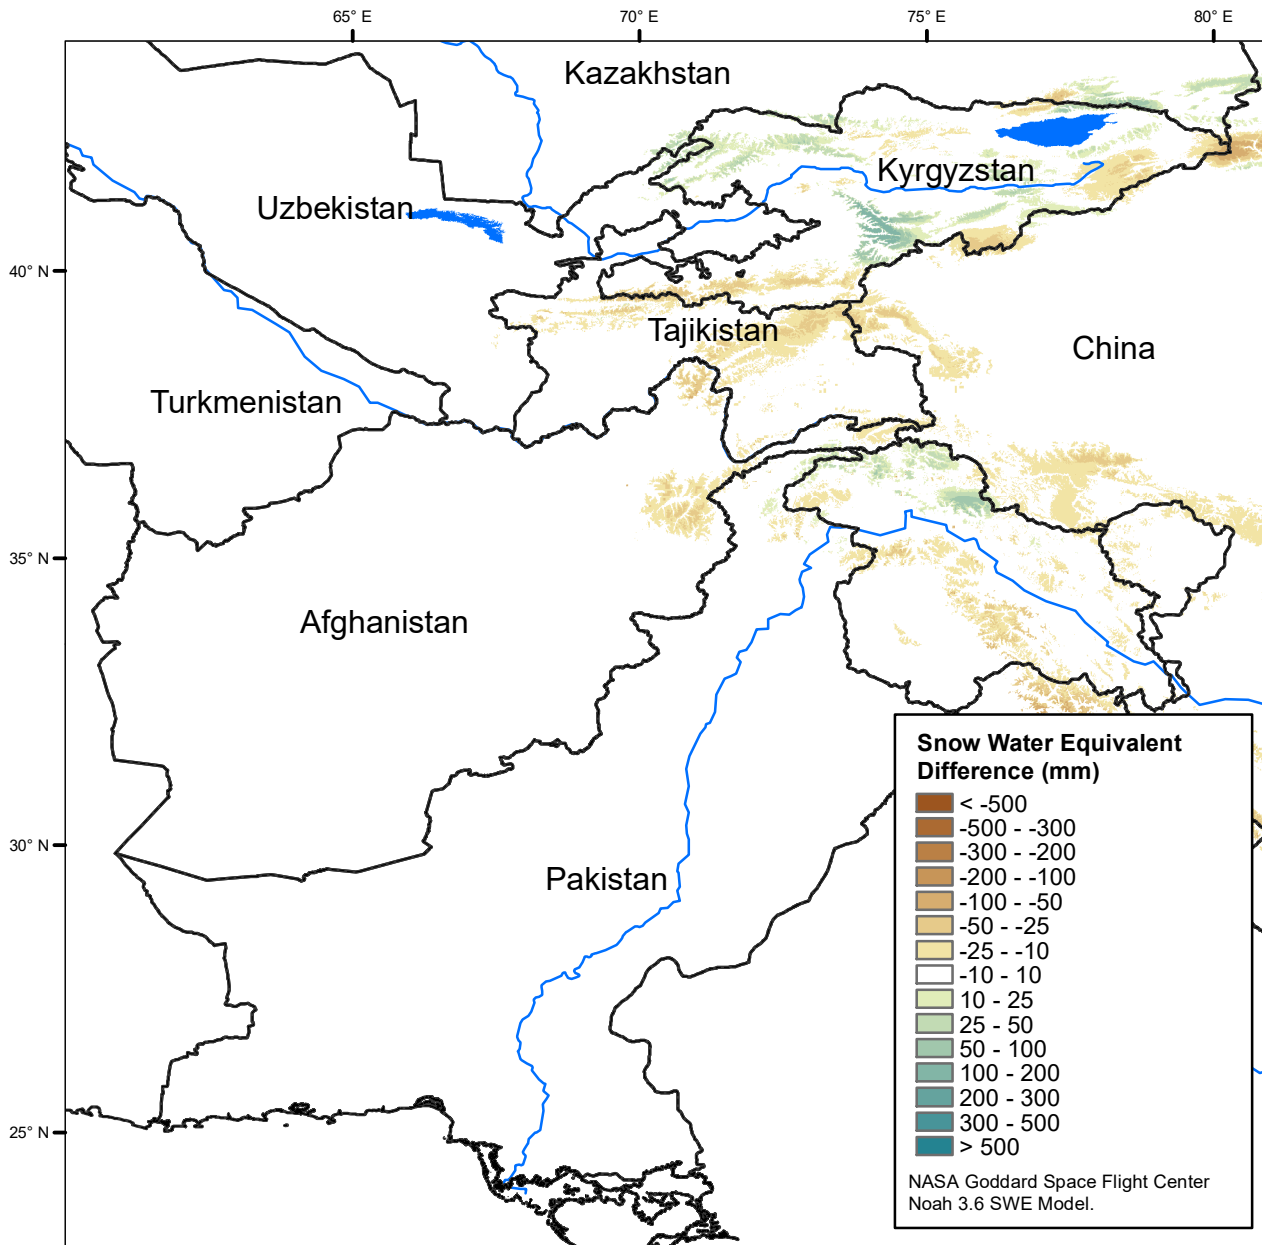 65° E
70° E
75° E
80° E
Kazakhstan
Kyrgyzstan
Uzbekistan
40° N
Tajikistan
China
Turkmenistan
35° N
Afghanistan
Snow Water Equivalent
Difference (mm)
< -500
-500 - -300
-300 - -200
-200 - -100
-100 - -50
-50 - -25
-25 - -10
-10 - 10
10 - 25
25 - 50
50 - 100
100 - 200
200 - 300
300 - 500
> 500
NASA Goddard Space Flight Center
Noah 3.6 SWE Model.
30° N
Pakistan
25° N